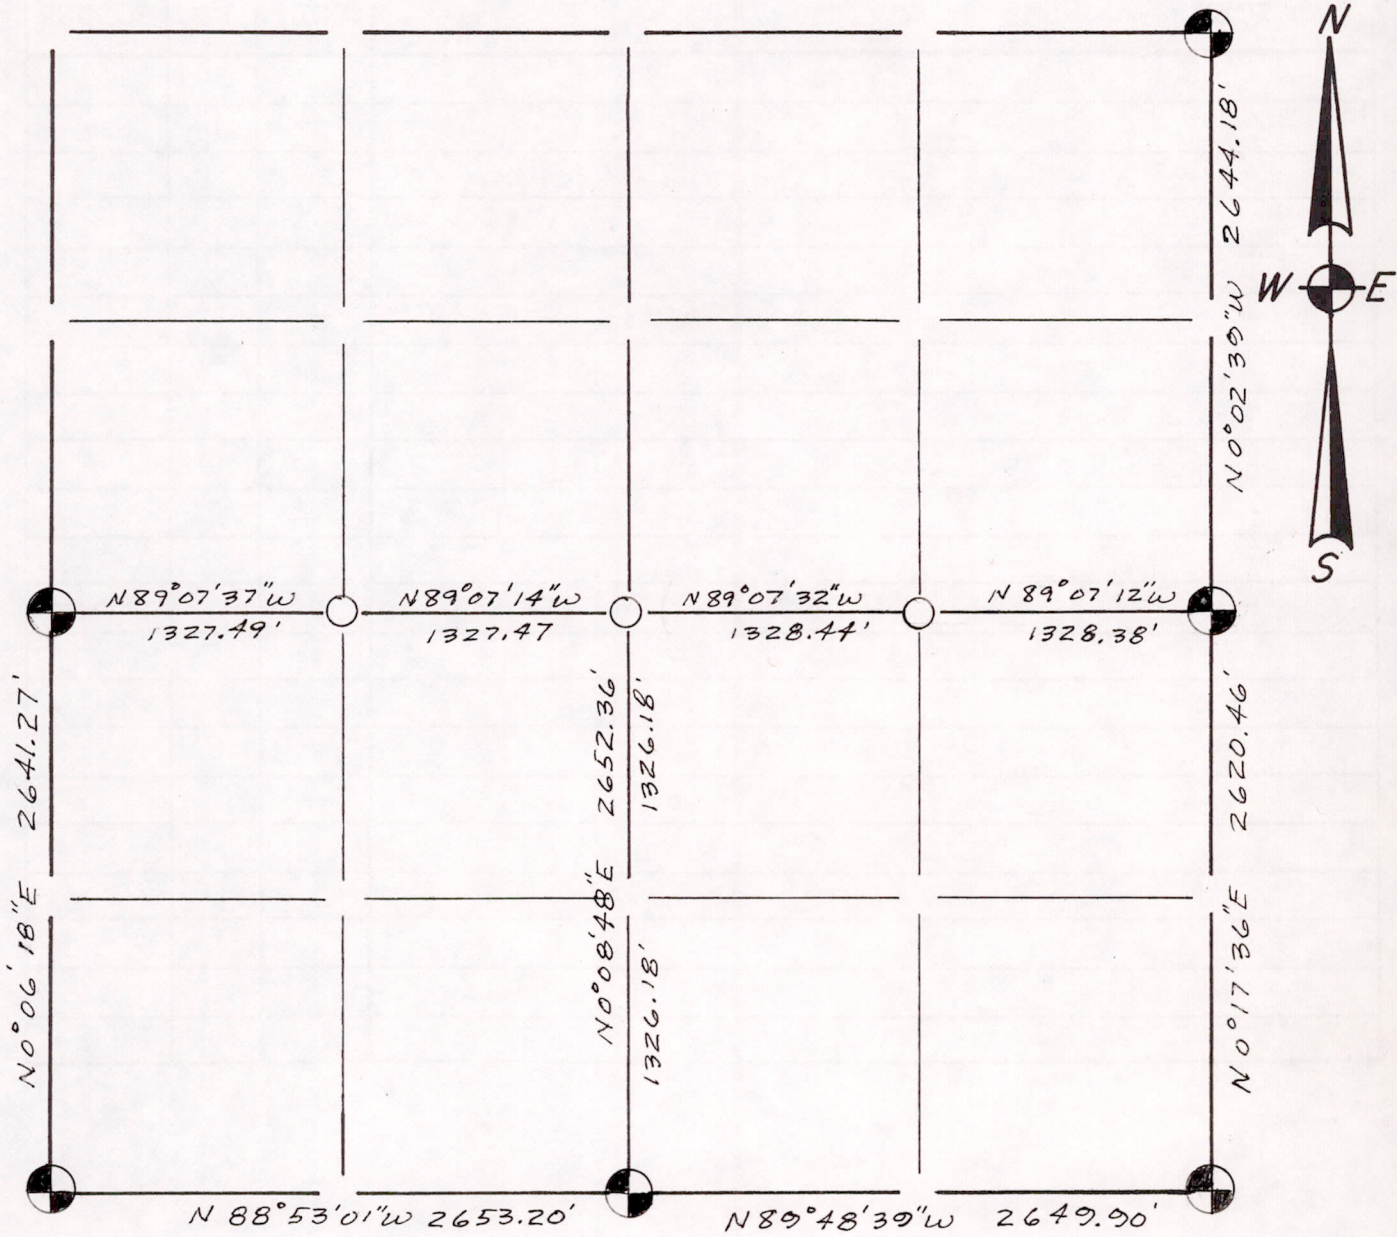 N
2644.18'
W E
N0°02'39"W
S
N89°07'37"W
1327.49'
N89°07'14"W
1327.47
N89°07'32"W
1328.44'
N 89°07'12"W
1328.38'
2641.27'
N0°06'18"E
2652.36'
N0°08'48"E
1326.18'
1326.18'
2620.46'
N0°17'36"E
N 88°53'01"W 2653.20'
N89°48'39"W 2649.90'